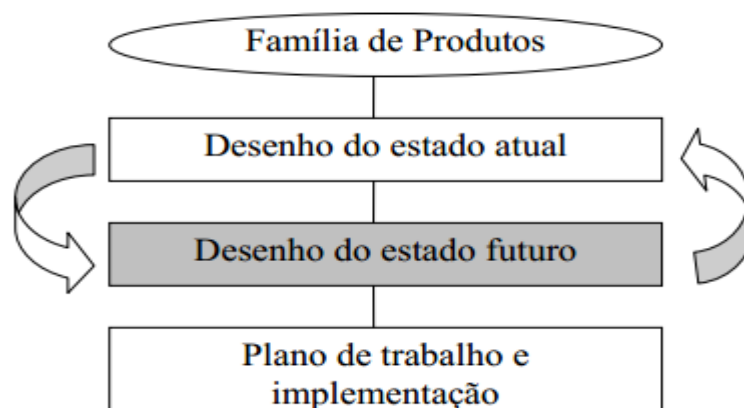 Família de Produtos
Desenho do estado atual
Desenho do estado futuro
Plano de trabalho e
implementação